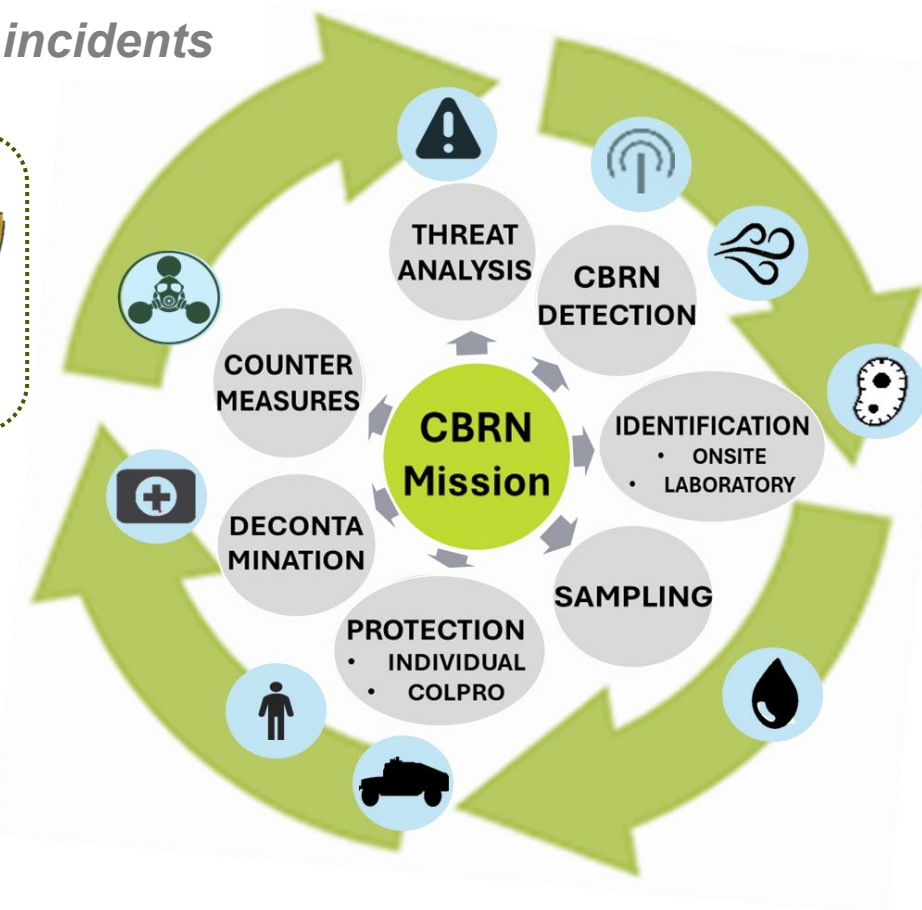 incidents
THREAT
ANALYSIS
CBRN
DETECTION
IDENTIFICATION
• ONSITE
• LABORATORY
SAMPLING
PROTECTION
• INDIVIDUAL
• COLPRO
DECONTA
MINATION
COUNTER
MEASURES
CBRN
Mission